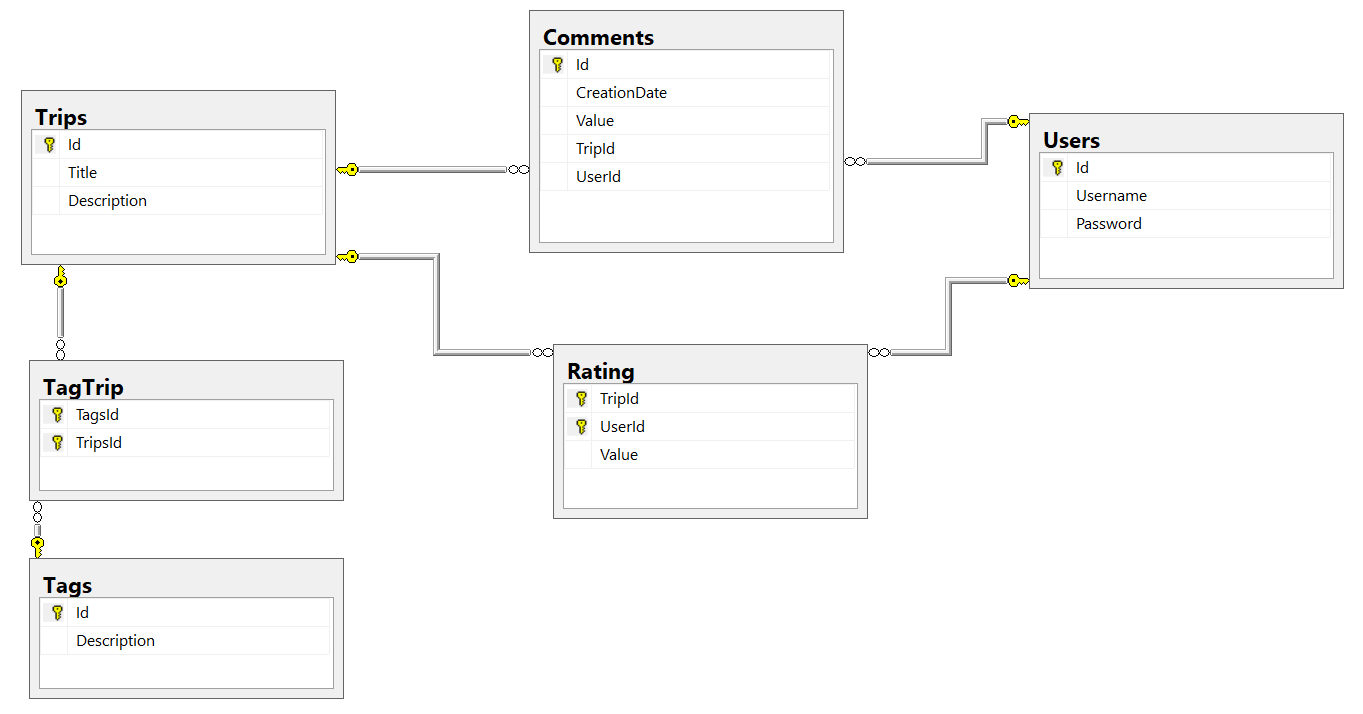 Comments
Id
CreationDate
Value
TripId
UserId
Trips
Id
Title
Description
Users
Id
Username
Password
TagTrip
TagsId
TripsId
Rating
TripId
UserId
Value
Tags
Id
Description